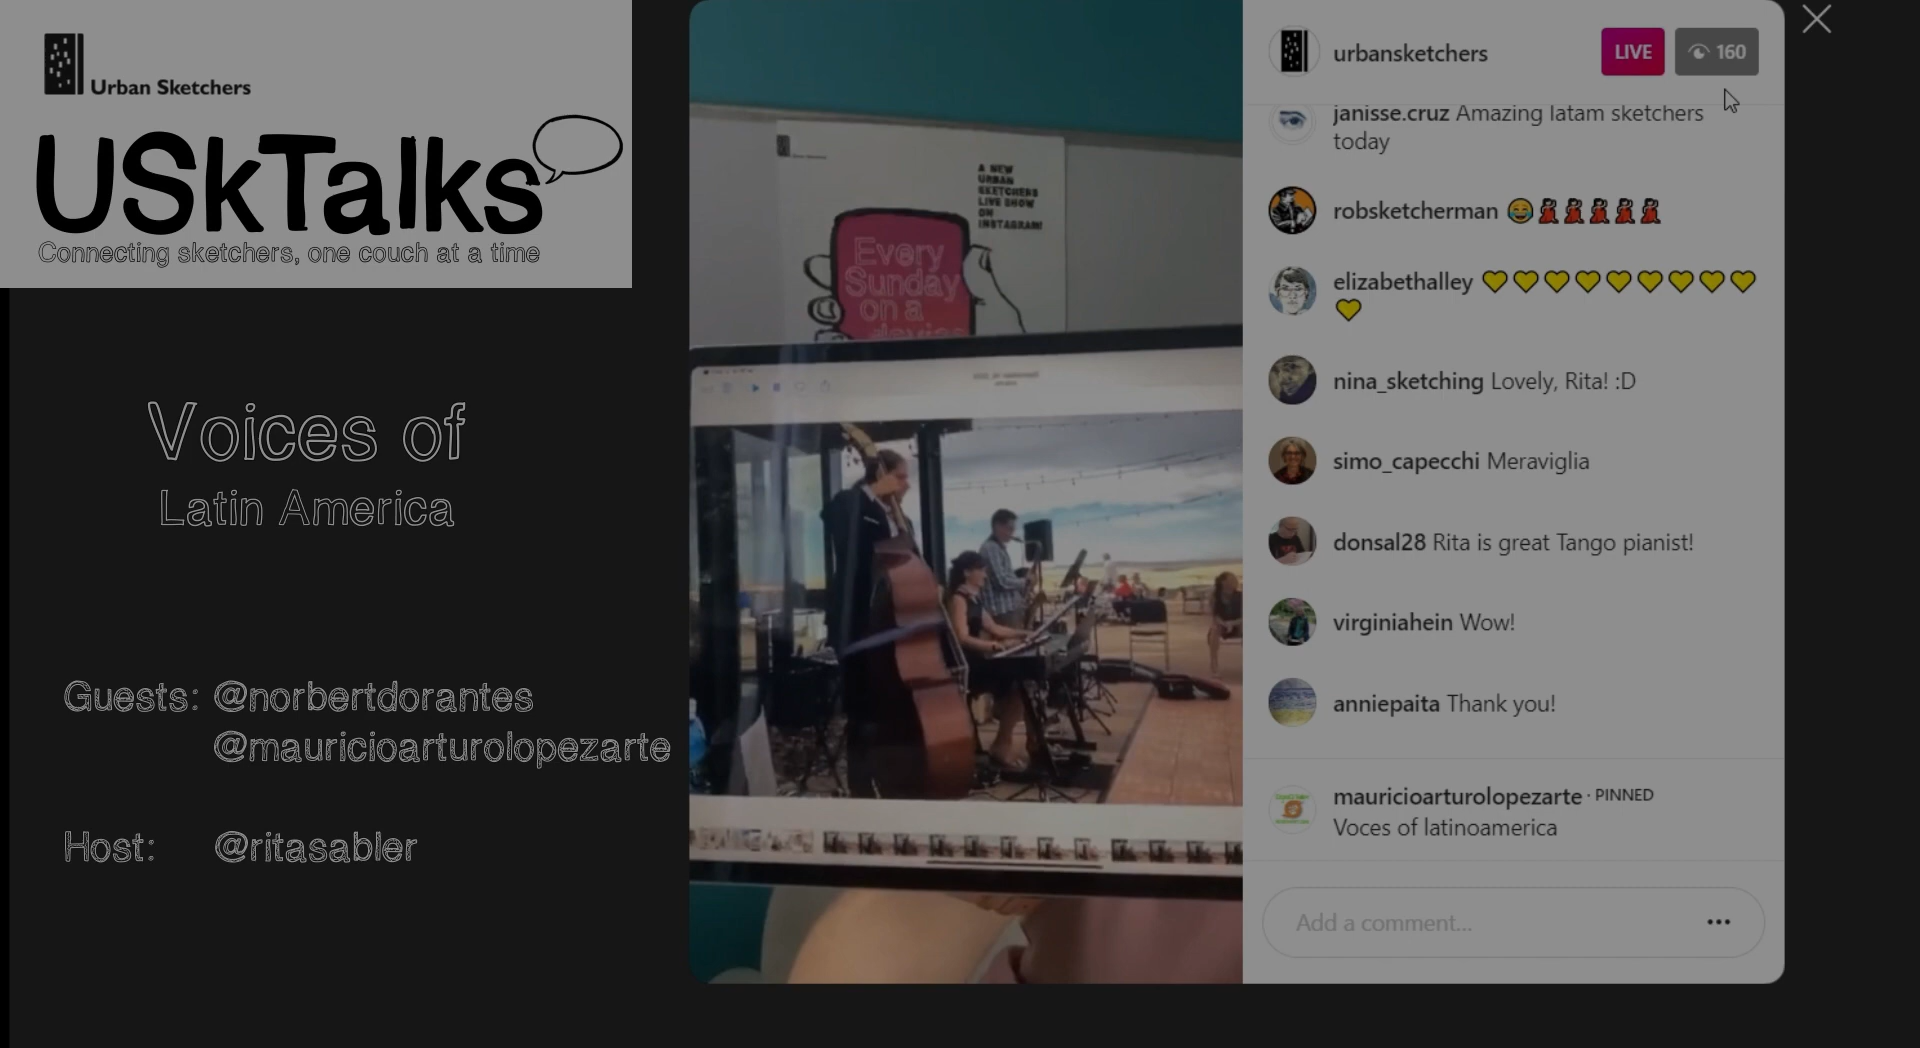 Urban Sketchers
USkTalks
Connecting sketchers, one couch at a time
Voices of
Latin America
Guests: @norbertdorantes
@mauricioarturolopezarte
Host: @ritasabler
A NEW
URBAN
SKETCHERS
LIVE SHOW
ON
INSTAGRAM!
Every
Sunday
on a
urbansketchers
LIVE
160
janisse.cruz Amazing latam sketchers
today
robsketcherman 😂💃💃💃💃💃
elizabethalley 💛💛💛💛💛💛💛💛💛
💛
nina_sketching Lovely, Rita! :D
simo_capecchi Meraviglia
donsal28 Rita is great Tango pianist!
virginiahein Wow!
anniepaita Thank you!
mauricioarturolopezarte · PINNED
Voces of latinoamerica
Add a comment...